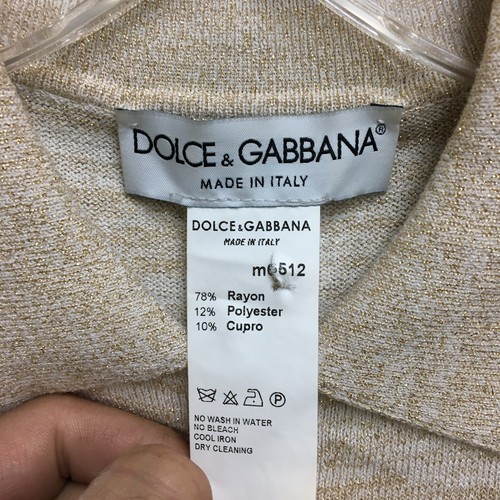 DOLCE & GABBANA®
MADE IN ITALY
DOLCE & GABBANA
MADE IN ITALY
m6512
78% Rayon
12% Polyester
10% Cupro
NO WASH IN WATER
NO BLEACH
COOL IRON
DRY CLEANING